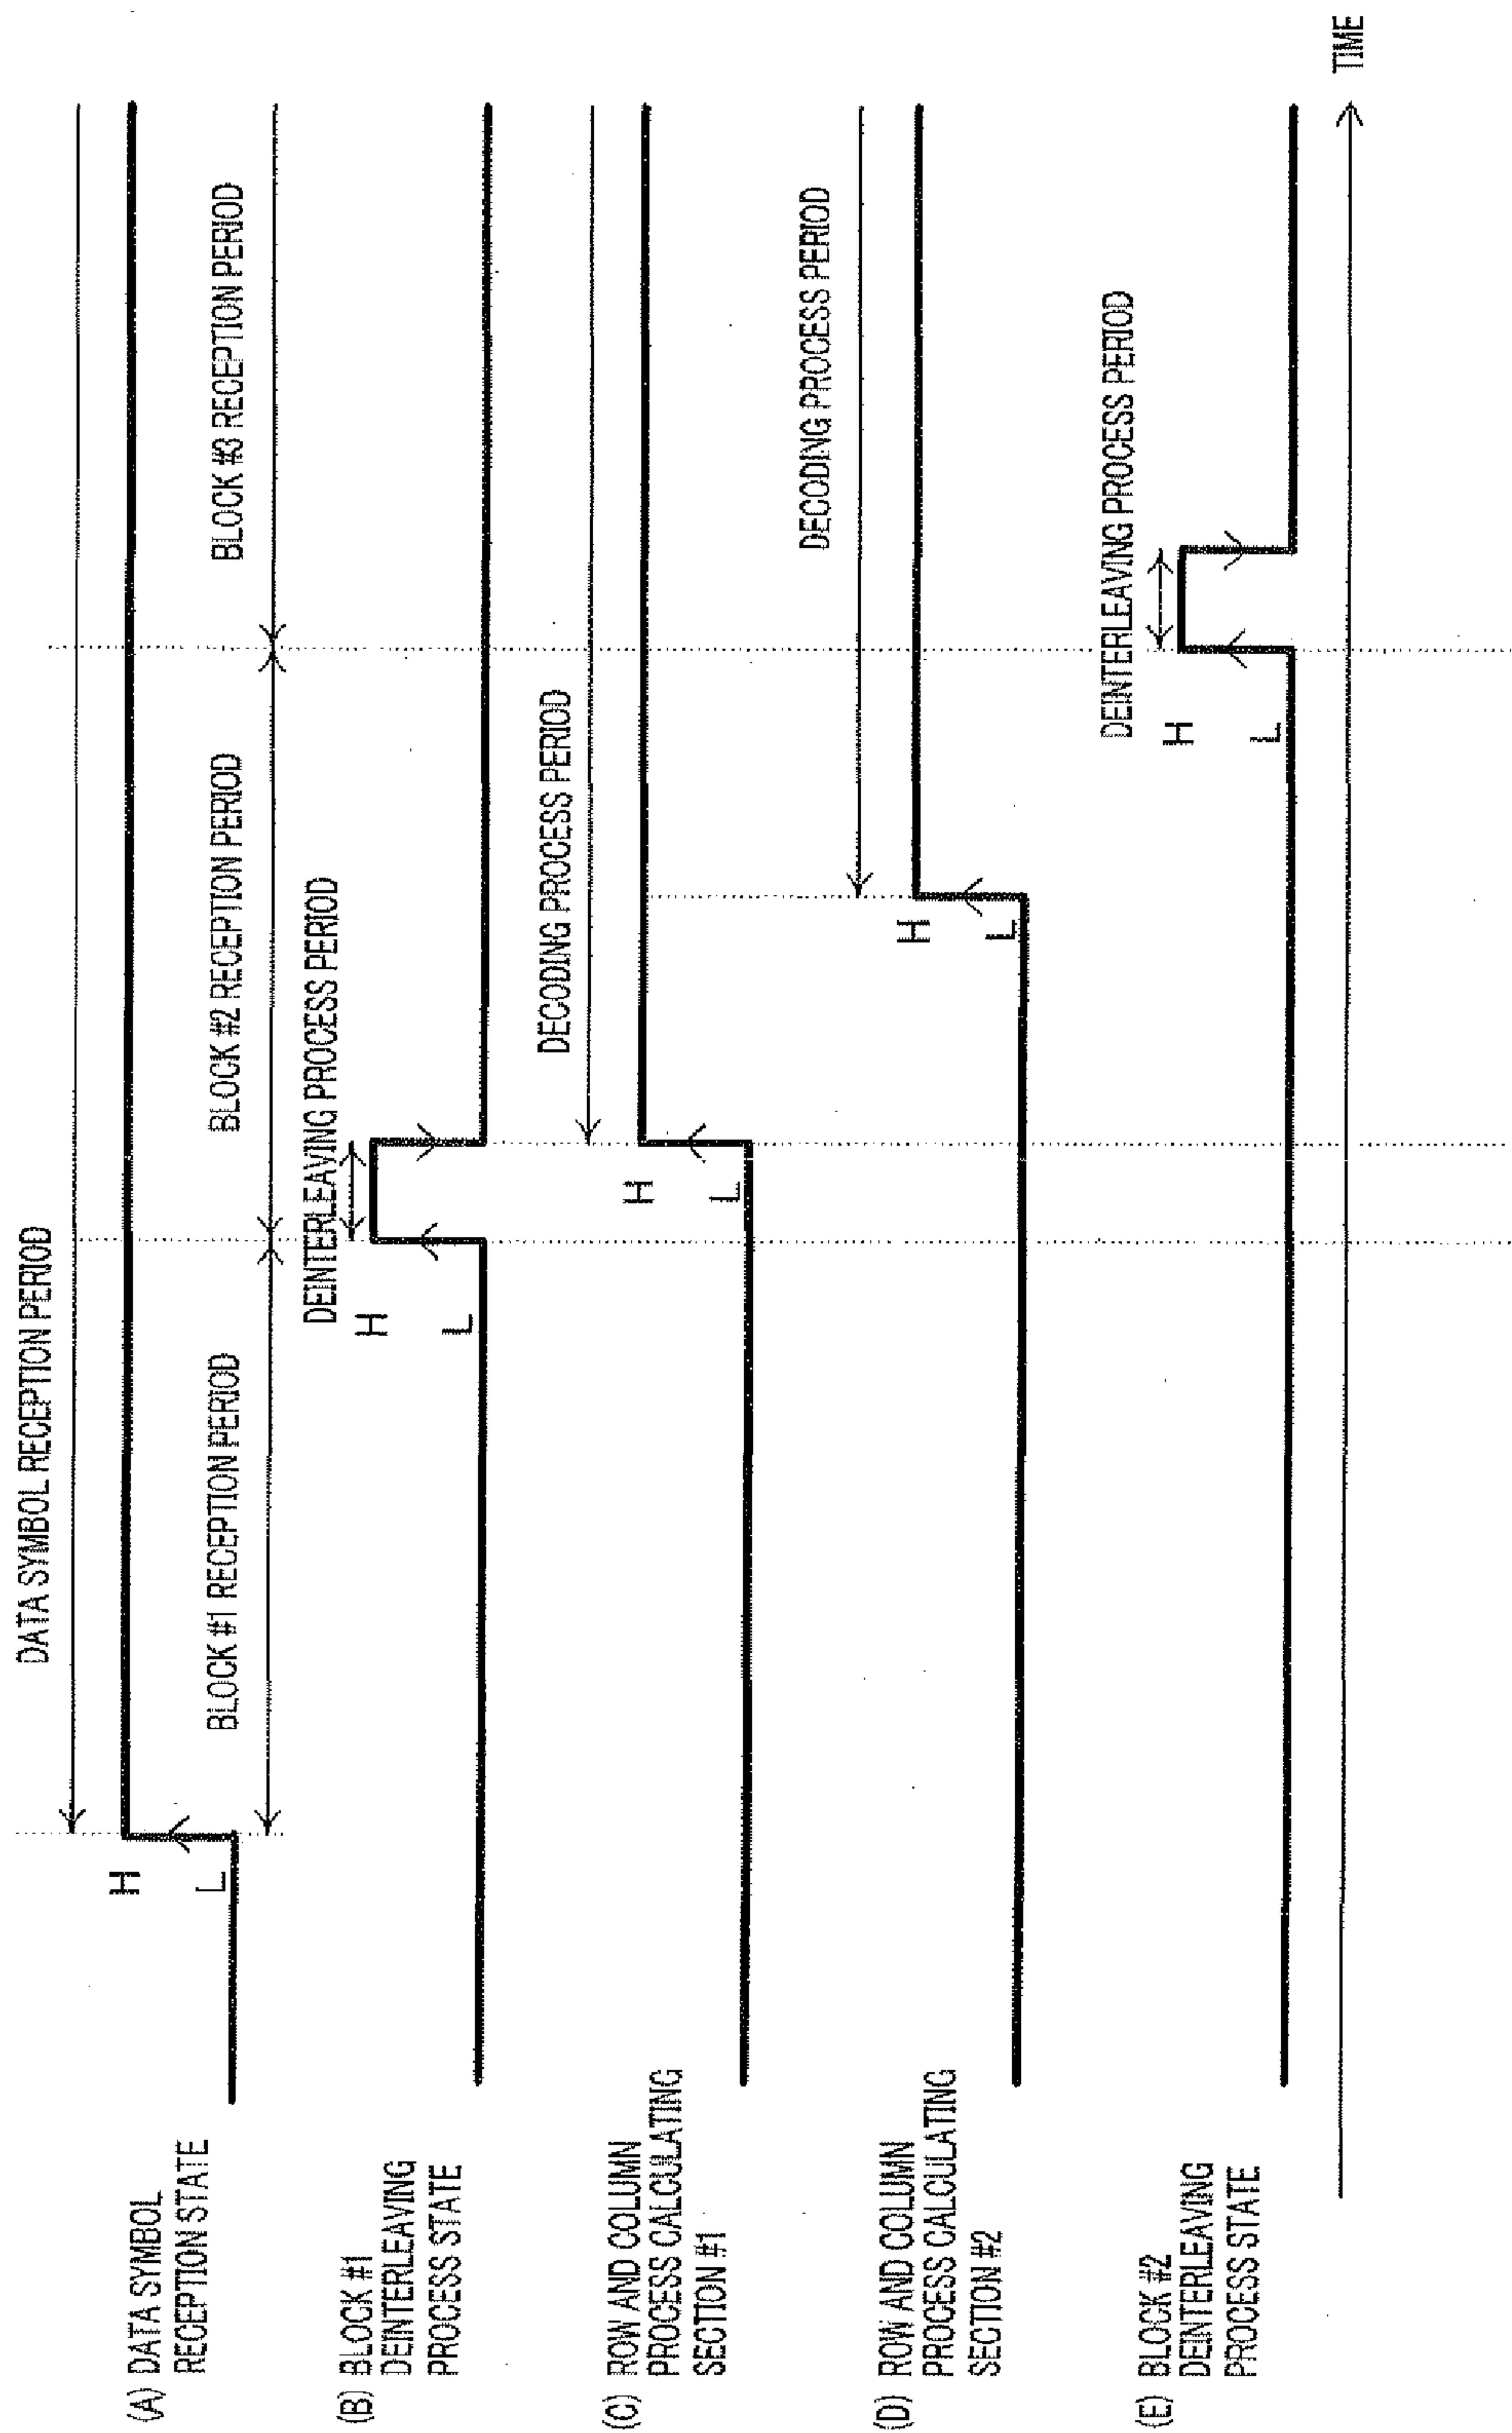 DATA SYMBOL RECEPTION PERIOD
(A) DATA SYMBOL
RECEPTION STATE
H
L
BLOCK #1 RECEPTION PERIOD
BLOCK #2 RECEPTION PERIOD
BLOCK #3 RECEPTION PERIOD
DEINTERLEAVING PROCESS PERIOD
(B) BLOCK #1
DEINTERLEAVING
PROCESS STATE
H
L
DECODING PROCESS PERIOD
(C) ROW AND COLUMN
PROCESS CALCULATING
SECTION #1
H
L
DECODING PROCESS PERIOD
(D) ROW AND COLUMN
PROCESS CALCULATING
SECTION #2
H
L
DEINTERLEAVING PROCESS PERIOD
(E) BLOCK #2
DEINTERLEAVING
PROCESS STATE
H
L
TIME